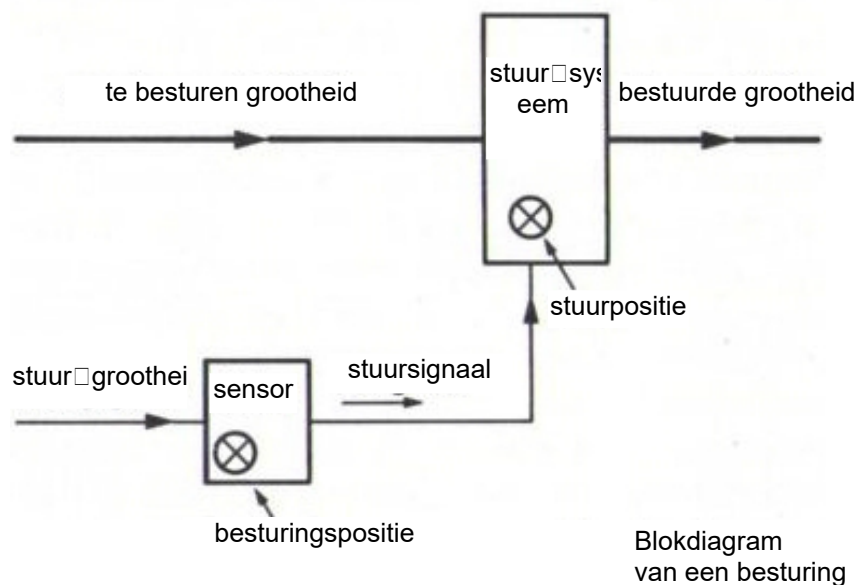 te besturen grootheid
stuur□sys
eem
bestuurde grootheid
stuurpositie
stuur□groothei
sensor
stuursignaal
besturingspositie
Blokdiagram
van een besturing